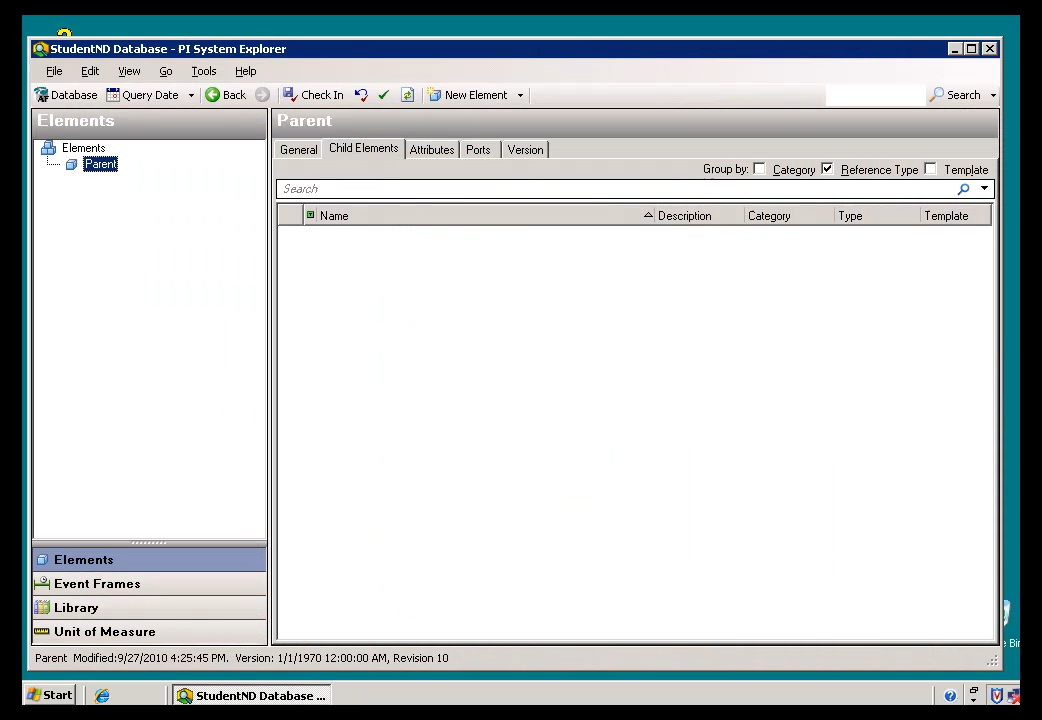 StudentND Database - PI System Explorer
File Edit View Go Tools Help
Database Query Date Back Check In New Element Search
Elements
Parent
Elements
Parent
General Child Elements Attributes Ports Version
Group by: Category Reference Type Template
Search
Name Description Category Type Template
Elements
Event Frames
Library
Unit of Measure
Parent Modified:9/27/2010 4:25:45 PM. Version: 1/1/1970 12:00:00 AM, Revision 10
Start StudentND Database ...